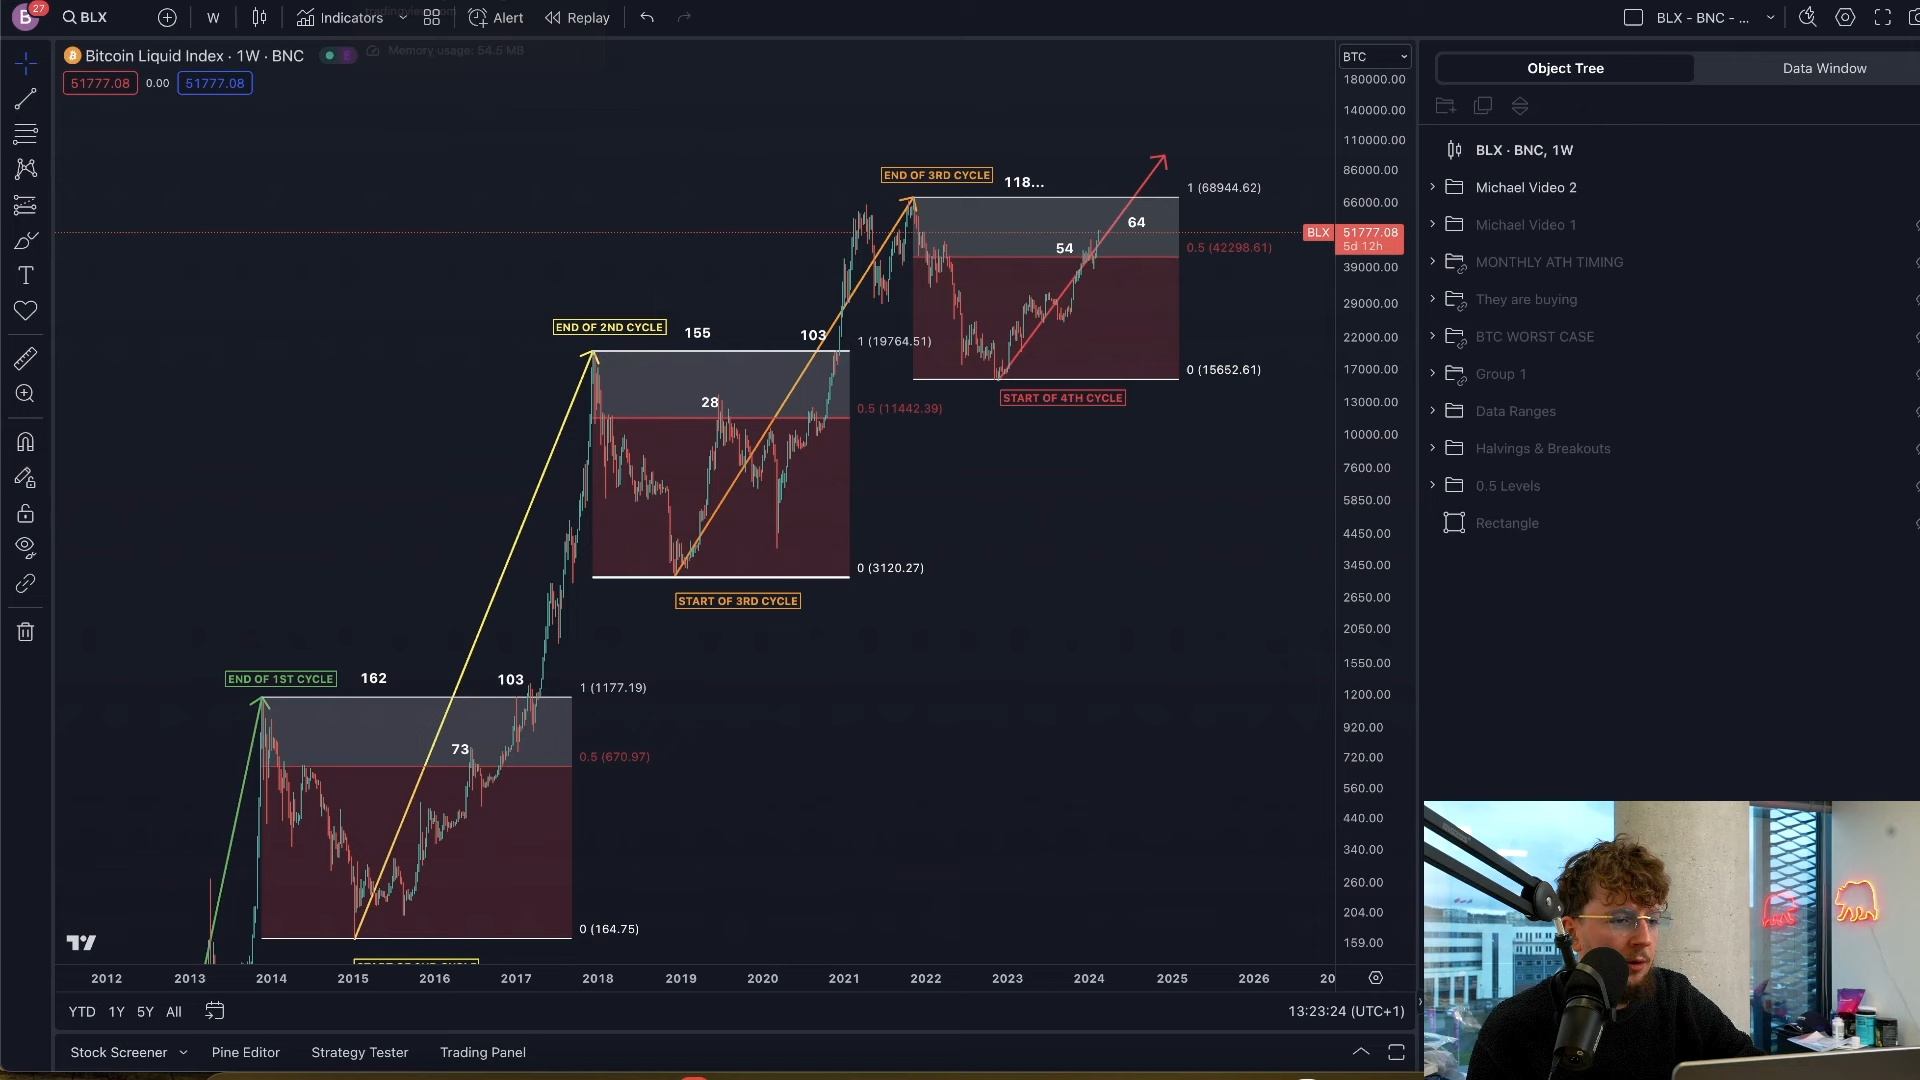 27
B
BLX
W
Indicators
Alert
Replay
BLX - BNC - ...
Memory usage: 54.5 MB
Bitcoin Liquid Index · 1W · BNC
51777.08 0.00 51777.08
BTC
180000.00
140000.00
110000.00
86000.00
66000.00
BLX 51777.08
5d 12h
39000.00
29000.00
22000.00
17000.00
13000.00
10000.00
7600.00
5850.00
4450.00
3450.00
2650.00
2050.00
1550.00
1200.00
920.00
720.00
560.00
440.00
340.00
260.00
204.00
159.00
END OF 3RD CYCLE
118...
1 (68944.62)
64
54
0.5 (42298.61)
0 (15652.61)
START OF 4TH CYCLE
END OF 2ND CYCLE
155
103
1 (19764.51)
28
0.5 (11442.39)
0 (3120.27)
START OF 3RD CYCLE
END OF 1ST CYCLE
162
103
1 (1177.19)
73
0.5 (670.97)
0 (164.75)
2012 2013 2014 2015 2016 2017 2018 2019 2020 2021 2022 2023 2024 2025 2026 20
YTD 1Y 5Y All
13:23:24 (UTC+1)
Stock Screener Pine Editor Strategy Tester Trading Panel
Object Tree
Data Window
BLX · BNC, 1W
Michael Video 2
Michael Video 1
MONTHLY ATH TIMING
They are buying
BTC WORST CASE
Group 1
Data Ranges
Halvings & Breakouts
0.5 Levels
Rectangle